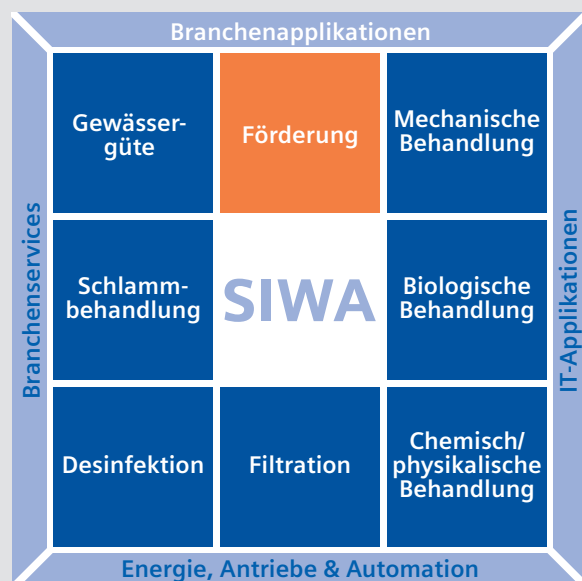 Branchenapplikationen
Gewässer-
güte
Förderung
Mechanische
Behandlung
Branchenservices
Schlamm-
behandlung
SIWA
Biologische
Behandlung
IT-Applikationen
Desinfektion
Filtration
Chemisch/
physikalische
Behandlung
Energie, Antriebe & Automation